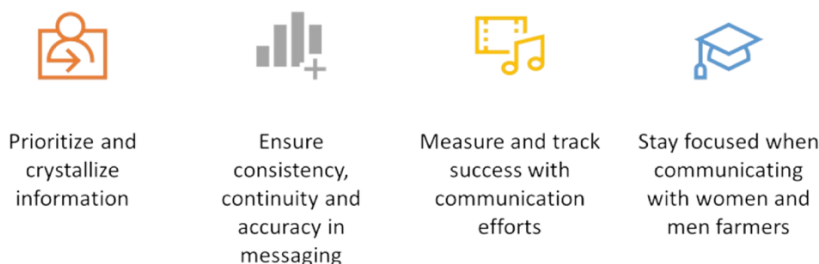 Prioritize and
crystallize
information
Ensure
consistency,
continuity and
accuracy in
messaging
Measure and track
success with
communication
efforts
Stay focused when
communicating
with women and
men farmers